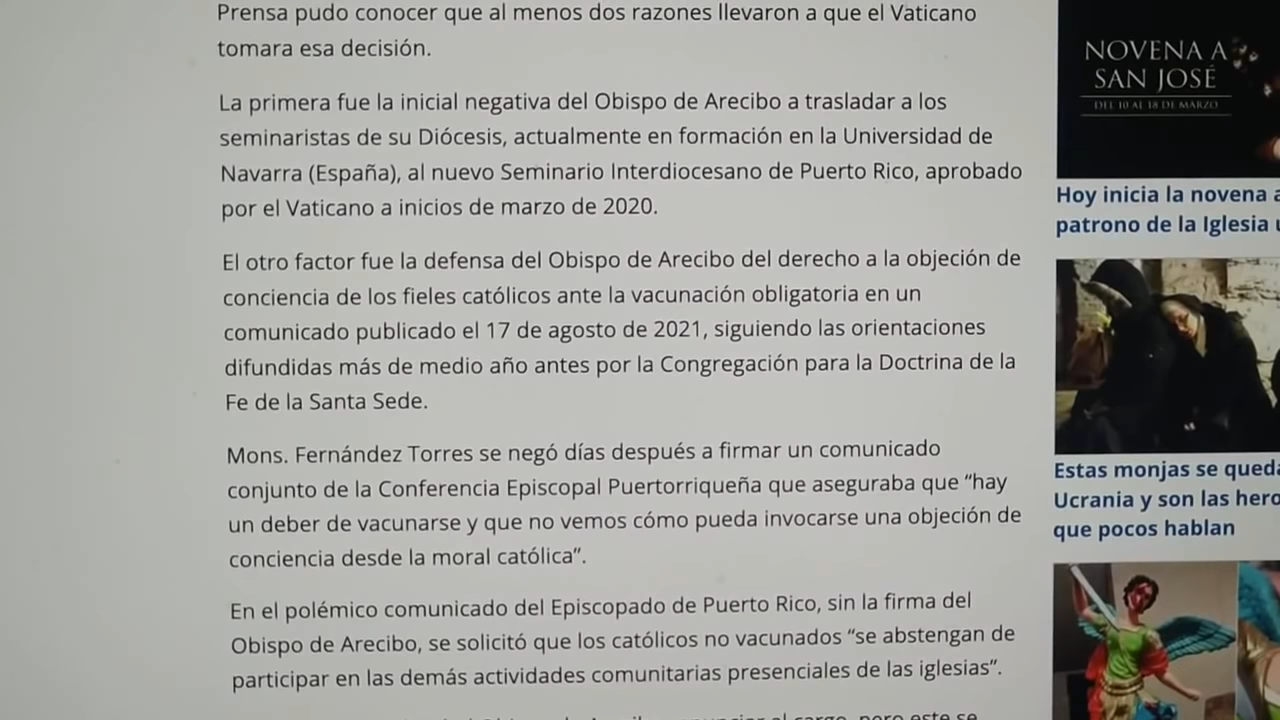 Prensa pudo conocer que al menos dos razones llevaron a que el Vaticano
tomara esa decisión.
La primera fue la inicial negativa del Obispo de Arecibo a trasladar a los
seminaristas de su Diócesis, actualmente en formación en la Universidad de
Navarra (España), al nuevo Seminario Interdiocesano de Puerto Rico, aprobado
por el Vaticano a inicios de marzo de 2020.
El otro factor fue la defensa del Obispo de Arecibo del derecho a la objeción de
conciencia de los fieles católicos ante la vacunación obligatoria en un
comunicado publicado el 17 de agosto de 2021, siguiendo las orientaciones
difundidas más de medio año antes por la Congregación para la Doctrina de la
Fe de la Santa Sede.
Mons. Fernández Torres se negó días después a firmar un comunicado
conjunto de la Conferencia Episcopal Puertorriqueña que aseguraba que “hay
un deber de vacunarse y que no vemos cómo pueda invocarse una objeción de
conciencia desde la moral católica”.
En el polémico comunicado del Episcopado de Puerto Rico, sin la firma del
Obispo de Arecibo, se solicitó que los católicos no vacunados “se abstengan de
participar en las demás actividades comunitarias presenciales de las iglesias”.
NOVENA A
SAN JOSÉ
DEL 10 AL 18 DE MARZO
Hoy inicia la novena a
patrono de la Iglesia
Estas monjas se
Ucrania y son las
que pocos hablan